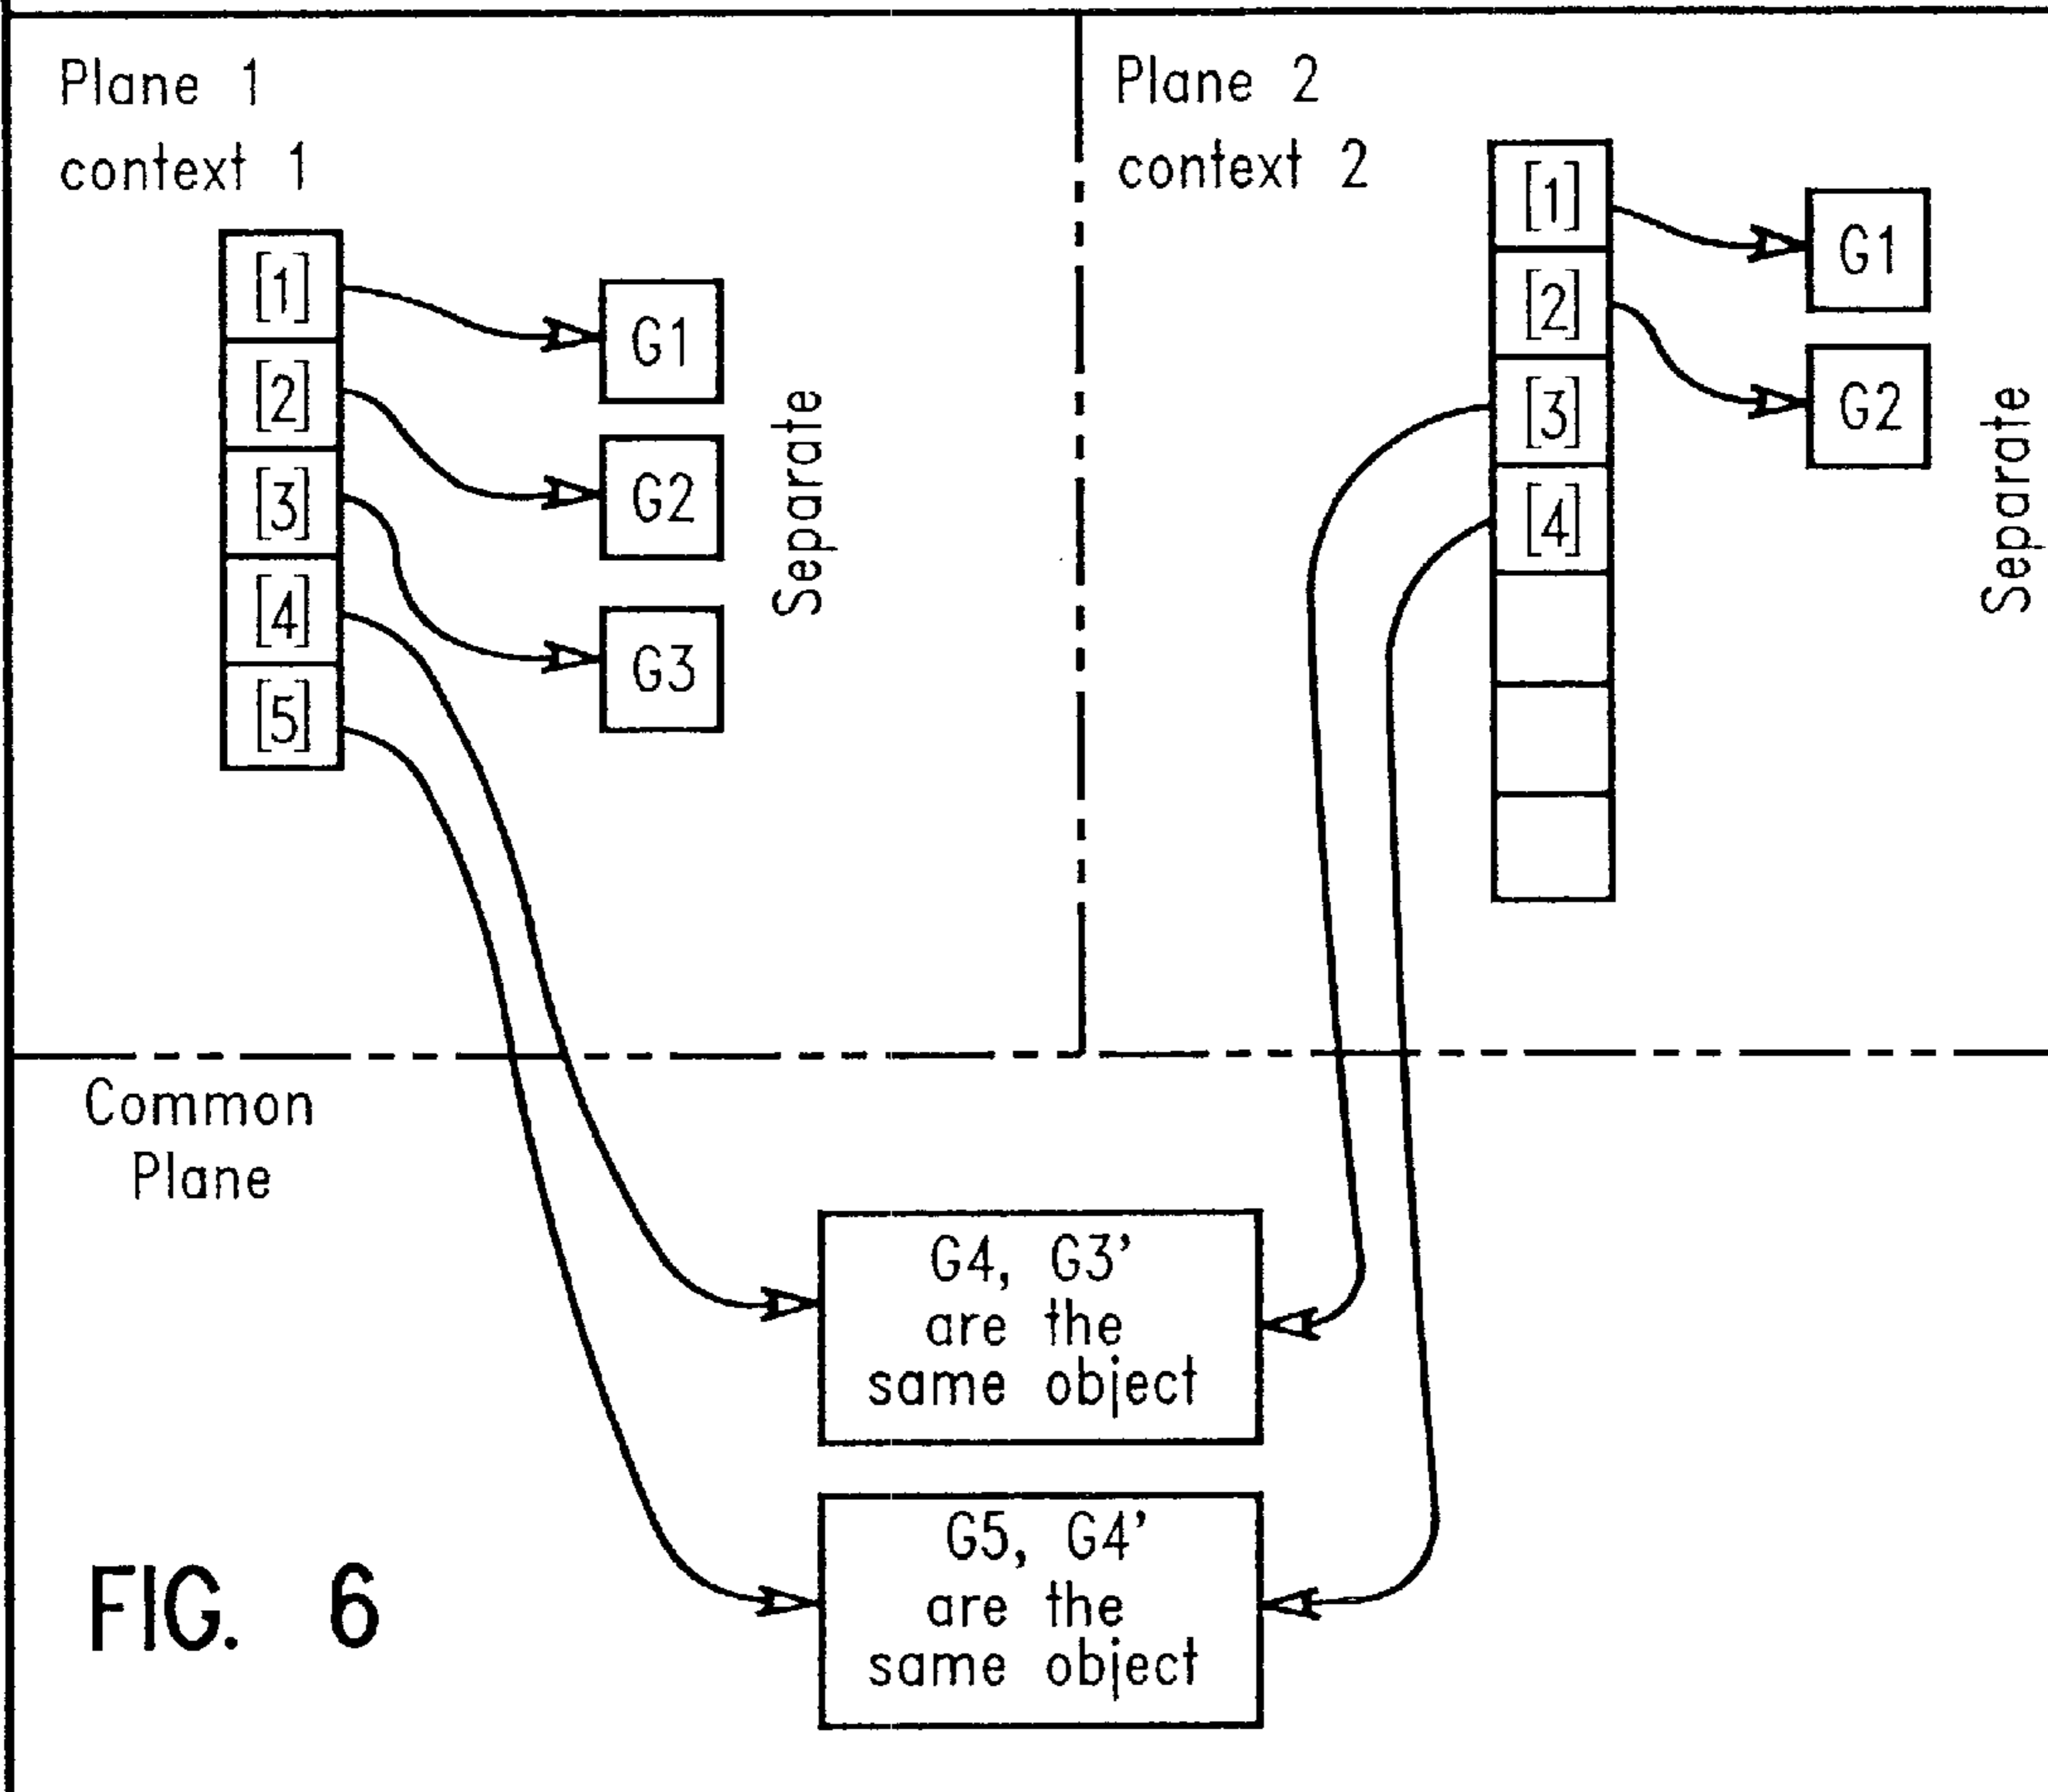 Plane 1
context 1
[1]
[2]
[3]
[4]
[5]
G1
G2
G3
Separate
Plane 2
context 2
[1]
[2]
[3]
[4]
G1
G2
Separate
Common
Plane
G4, G3'
are the
same object
G5, G4'
are the
same object
FIG. 6